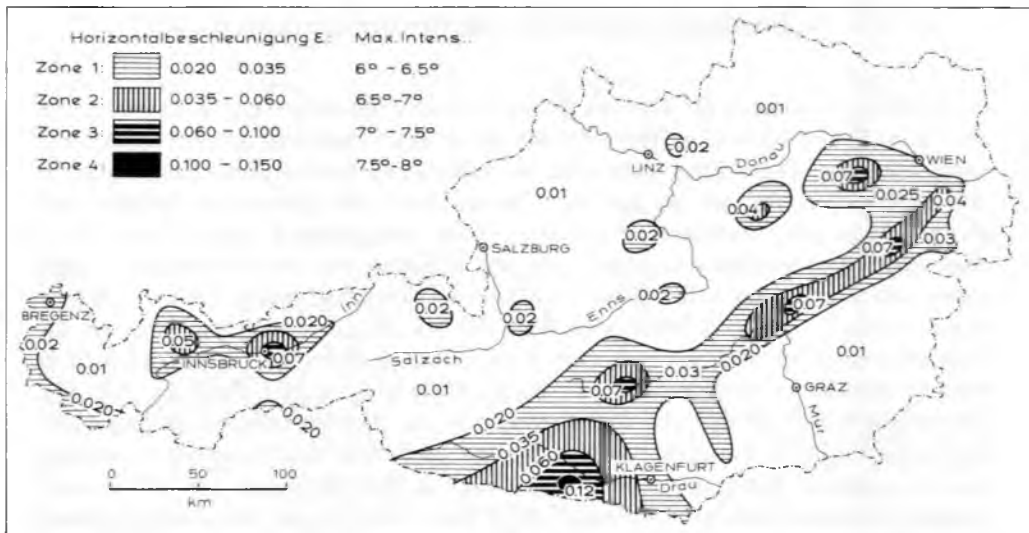 Horizontalbeschleunigung ε: Max. Intens..
Zone 1: 0.020 – 0.035 6° – 6.5°
Zone 2: 0.035 – 0.060 6.5° – 7°
Zone 3: 0.060 – 0.100 7° – 7.5°
Zone 4: 0.100 – 0.150 7.5° – 8°
0.01
0.02
LINZ
Donau
WIEN
0.07
0.01
0.025
0.04
0.04
0.02
0.07
0.03
SALZBURG
0.02
Enns
0.07
BREGENZ
Inn
0.02
0.02
0.020
0.05
0.02
0.020
0.01
INNSBRUCK
0.07
Salzach
0.01
0.01
0.03
0.07
GRAZ
0.020
0.020
0.020
Mur
0.035
0.060
KLAGENFURT
Drau
0.12
0 50 100
km